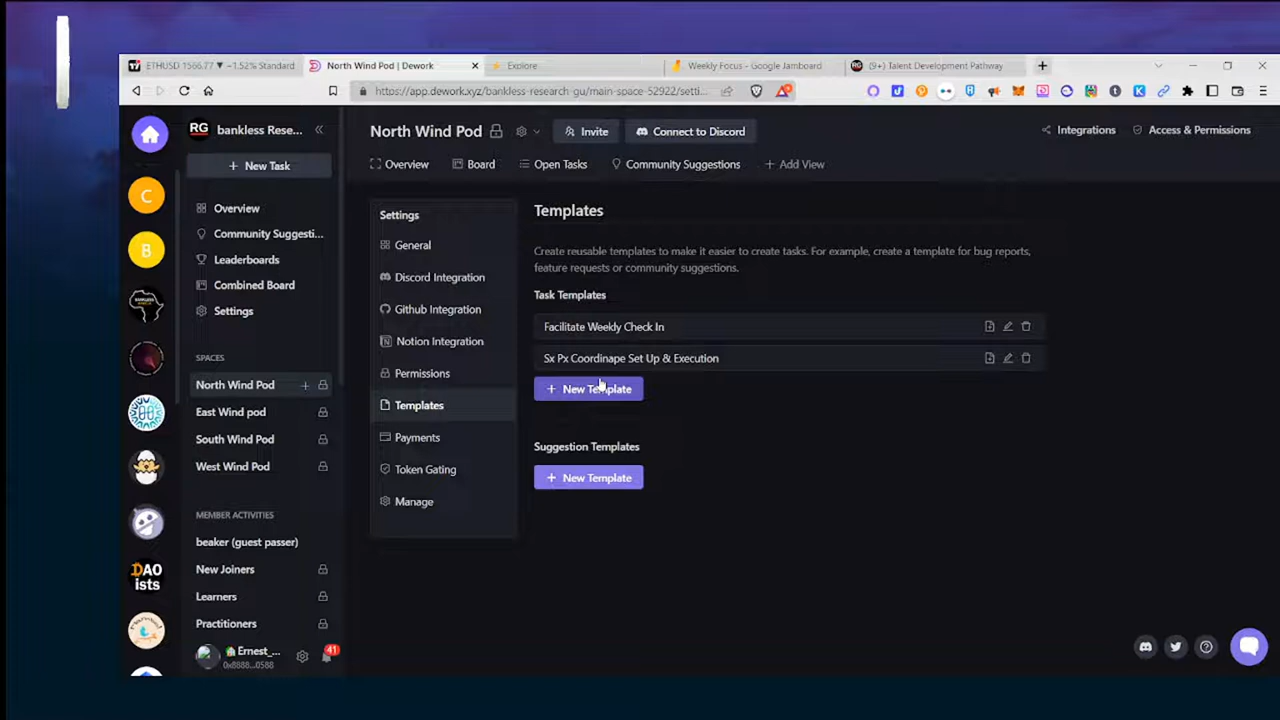 ETHUSD 1566.77 ▼ −1.52% Standard
North Wind Pod | Dework
Explore
Weekly Focus - Google Jamboard
(9+) Talent Development Pathway
https://app.dework.xyz/bankless-research-gu/main-space-52922/setti...
RG
bankless Rese...
North Wind Pod
Invite
Connect to Discord
Integrations
Access & Permissions
+ New Task
Overview
Board
Open Tasks
Community Suggestions
+ Add View
C
B
DAO
ists
Overview
Community Suggesti...
Leaderboards
Combined Board
Settings
SPACES
North Wind Pod
East Wind pod
South Wind Pod
West Wind Pod
MEMBER ACTIVITIES
beaker (guest passer)
New Joiners
Learners
Practitioners
Ernest_...
0x8888...0588
41
Settings
General
Discord Integration
Github Integration
Notion Integration
Permissions
Templates
Payments
Token Gating
Manage
Templates
Create reusable templates to make it easier to create tasks. For example, create a template for bug reports,
feature requests or community suggestions.
Task Templates
Facilitate Weekly Check In
Sx Px Coordinape Set Up & Execution
+ New Template
Suggestion Templates
+ New Template